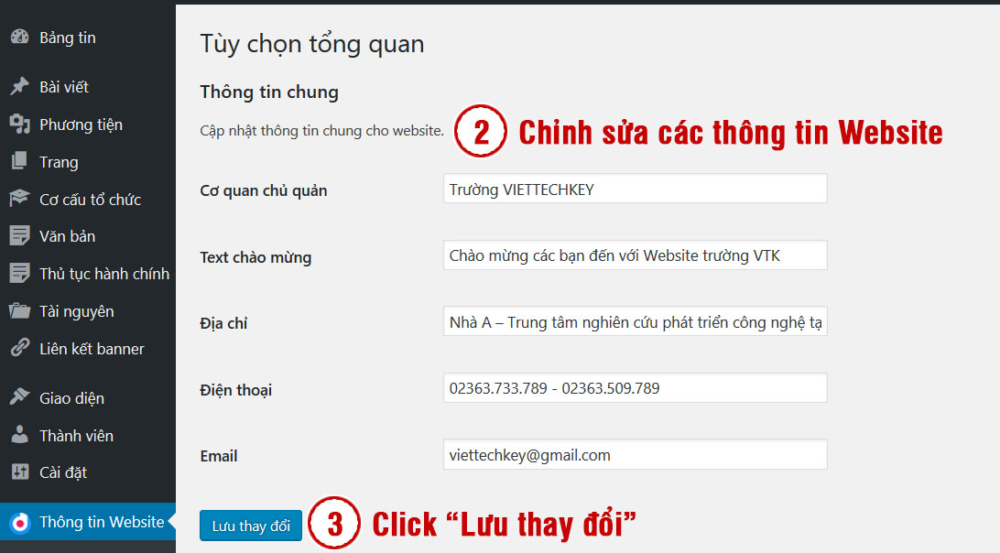 Bảng tin
Bài viết
Phương tiện
Trang
Cơ cấu tổ chức
Văn bản
Thủ tục hành chính
Tài nguyên
Liên kết banner
Giao diện
Thành viên
Cài đặt
Thông tin Website
Tùy chọn tổng quan
Thông tin chung
Cập nhật thông tin chung cho website.
2 Chỉnh sửa các thông tin Website
Cơ quan chủ quản Trường VIETTECHKEY
Text chào mừng Chào mừng các bạn đến với Website trường VTK
Địa chỉ Nhà A – Trung tâm nghiên cứu phát triển công nghệ tạ
Điện thoại 02363.733.789 - 02363.509.789
Email viettechkey@gmail.com
Lưu thay đổi 3 Click “Lưu thay đổi”